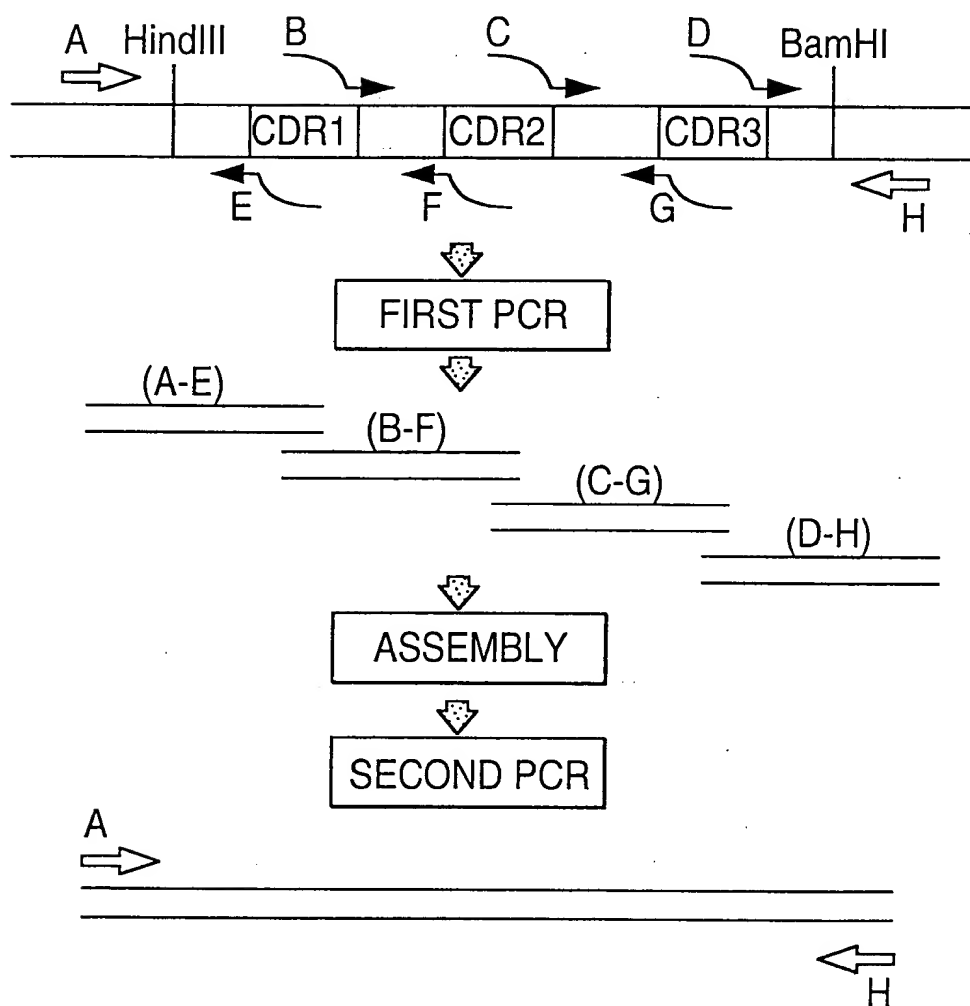 A HindIII B C D BamHI
CDR1 CDR2 CDR3
E F G H
FIRST PCR
(A-E)
(B-F)
(C-G)
(D-H)
ASSEMBLY
SECOND PCR
A
H